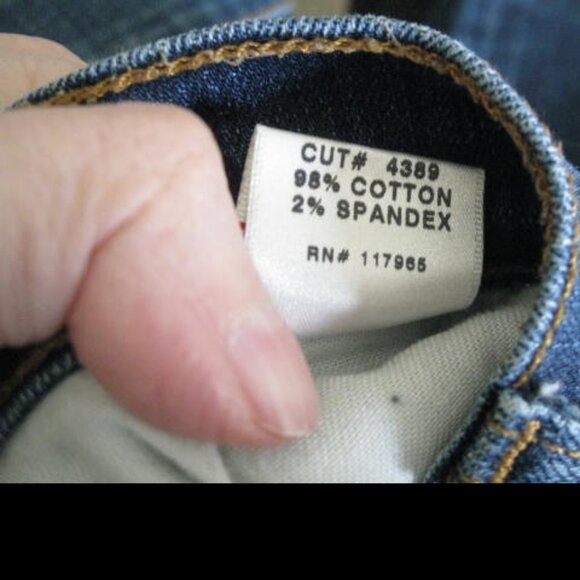 CUT# 4389
98% COTTON
2% SPANDEX
RN# 117965